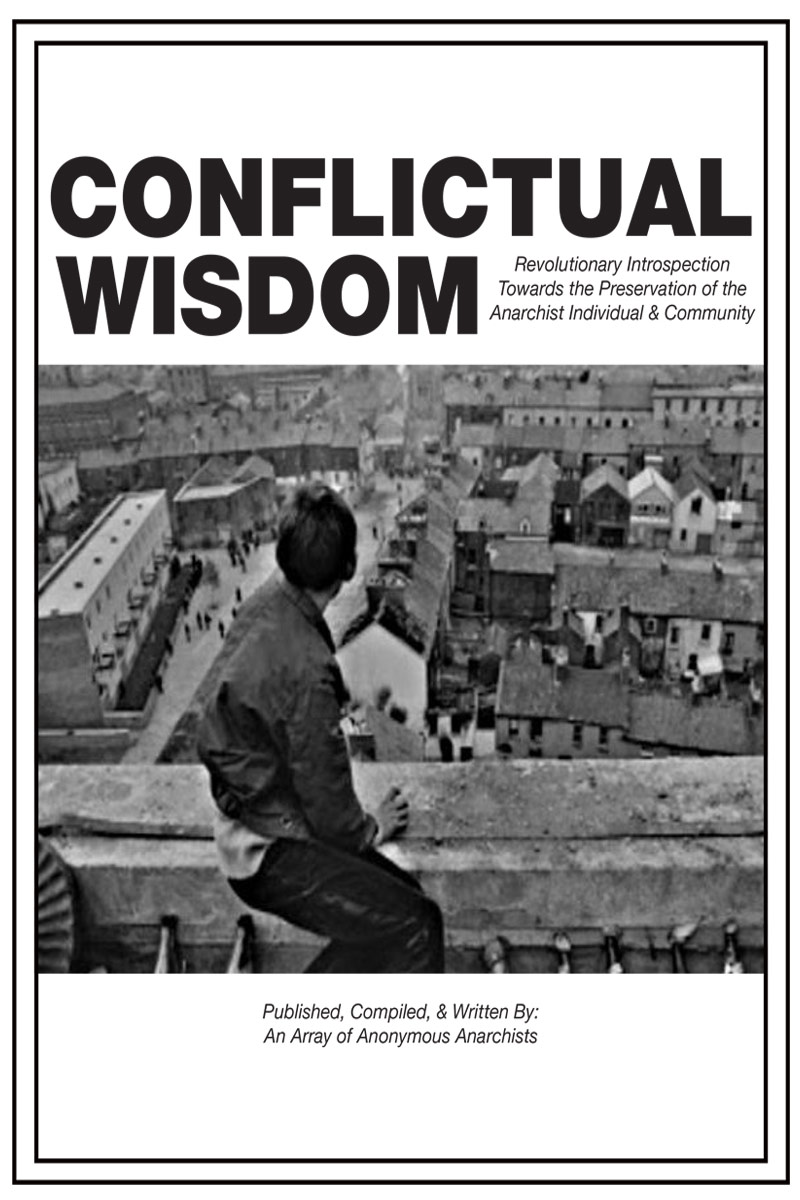 CONFLICTUAL
WISDOM
Revolutionary Introspection
Towards the Preservation of the
Anarchist Individual & Community
Published, Compiled, & Written By:
An Array of Anonymous Anarchists